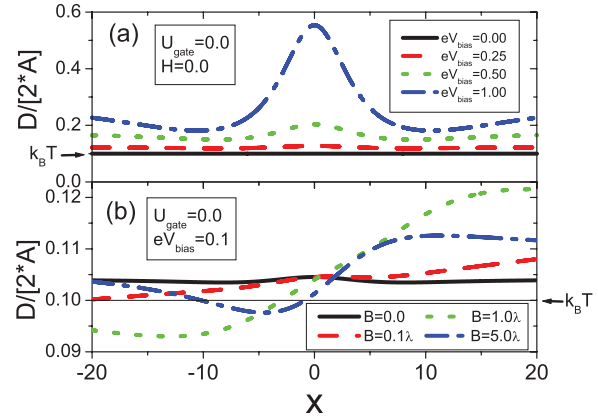 (a)
U_gate=0.0
H=0.0
eV_bias=0.00
eV_bias=0.25
eV_bias=0.50
eV_bias=1.00
D/[2*A]
0.6
0.4
0.2
0.0
k_BT
(b)
U_gate=0.0
eV_bias=0.1
D/[2*A]
0.12
0.11
0.10
0.09
k_BT
B=0.0 B=1.0λ
B=0.1λ B=5.0λ
-20 -10 0 10 20
X